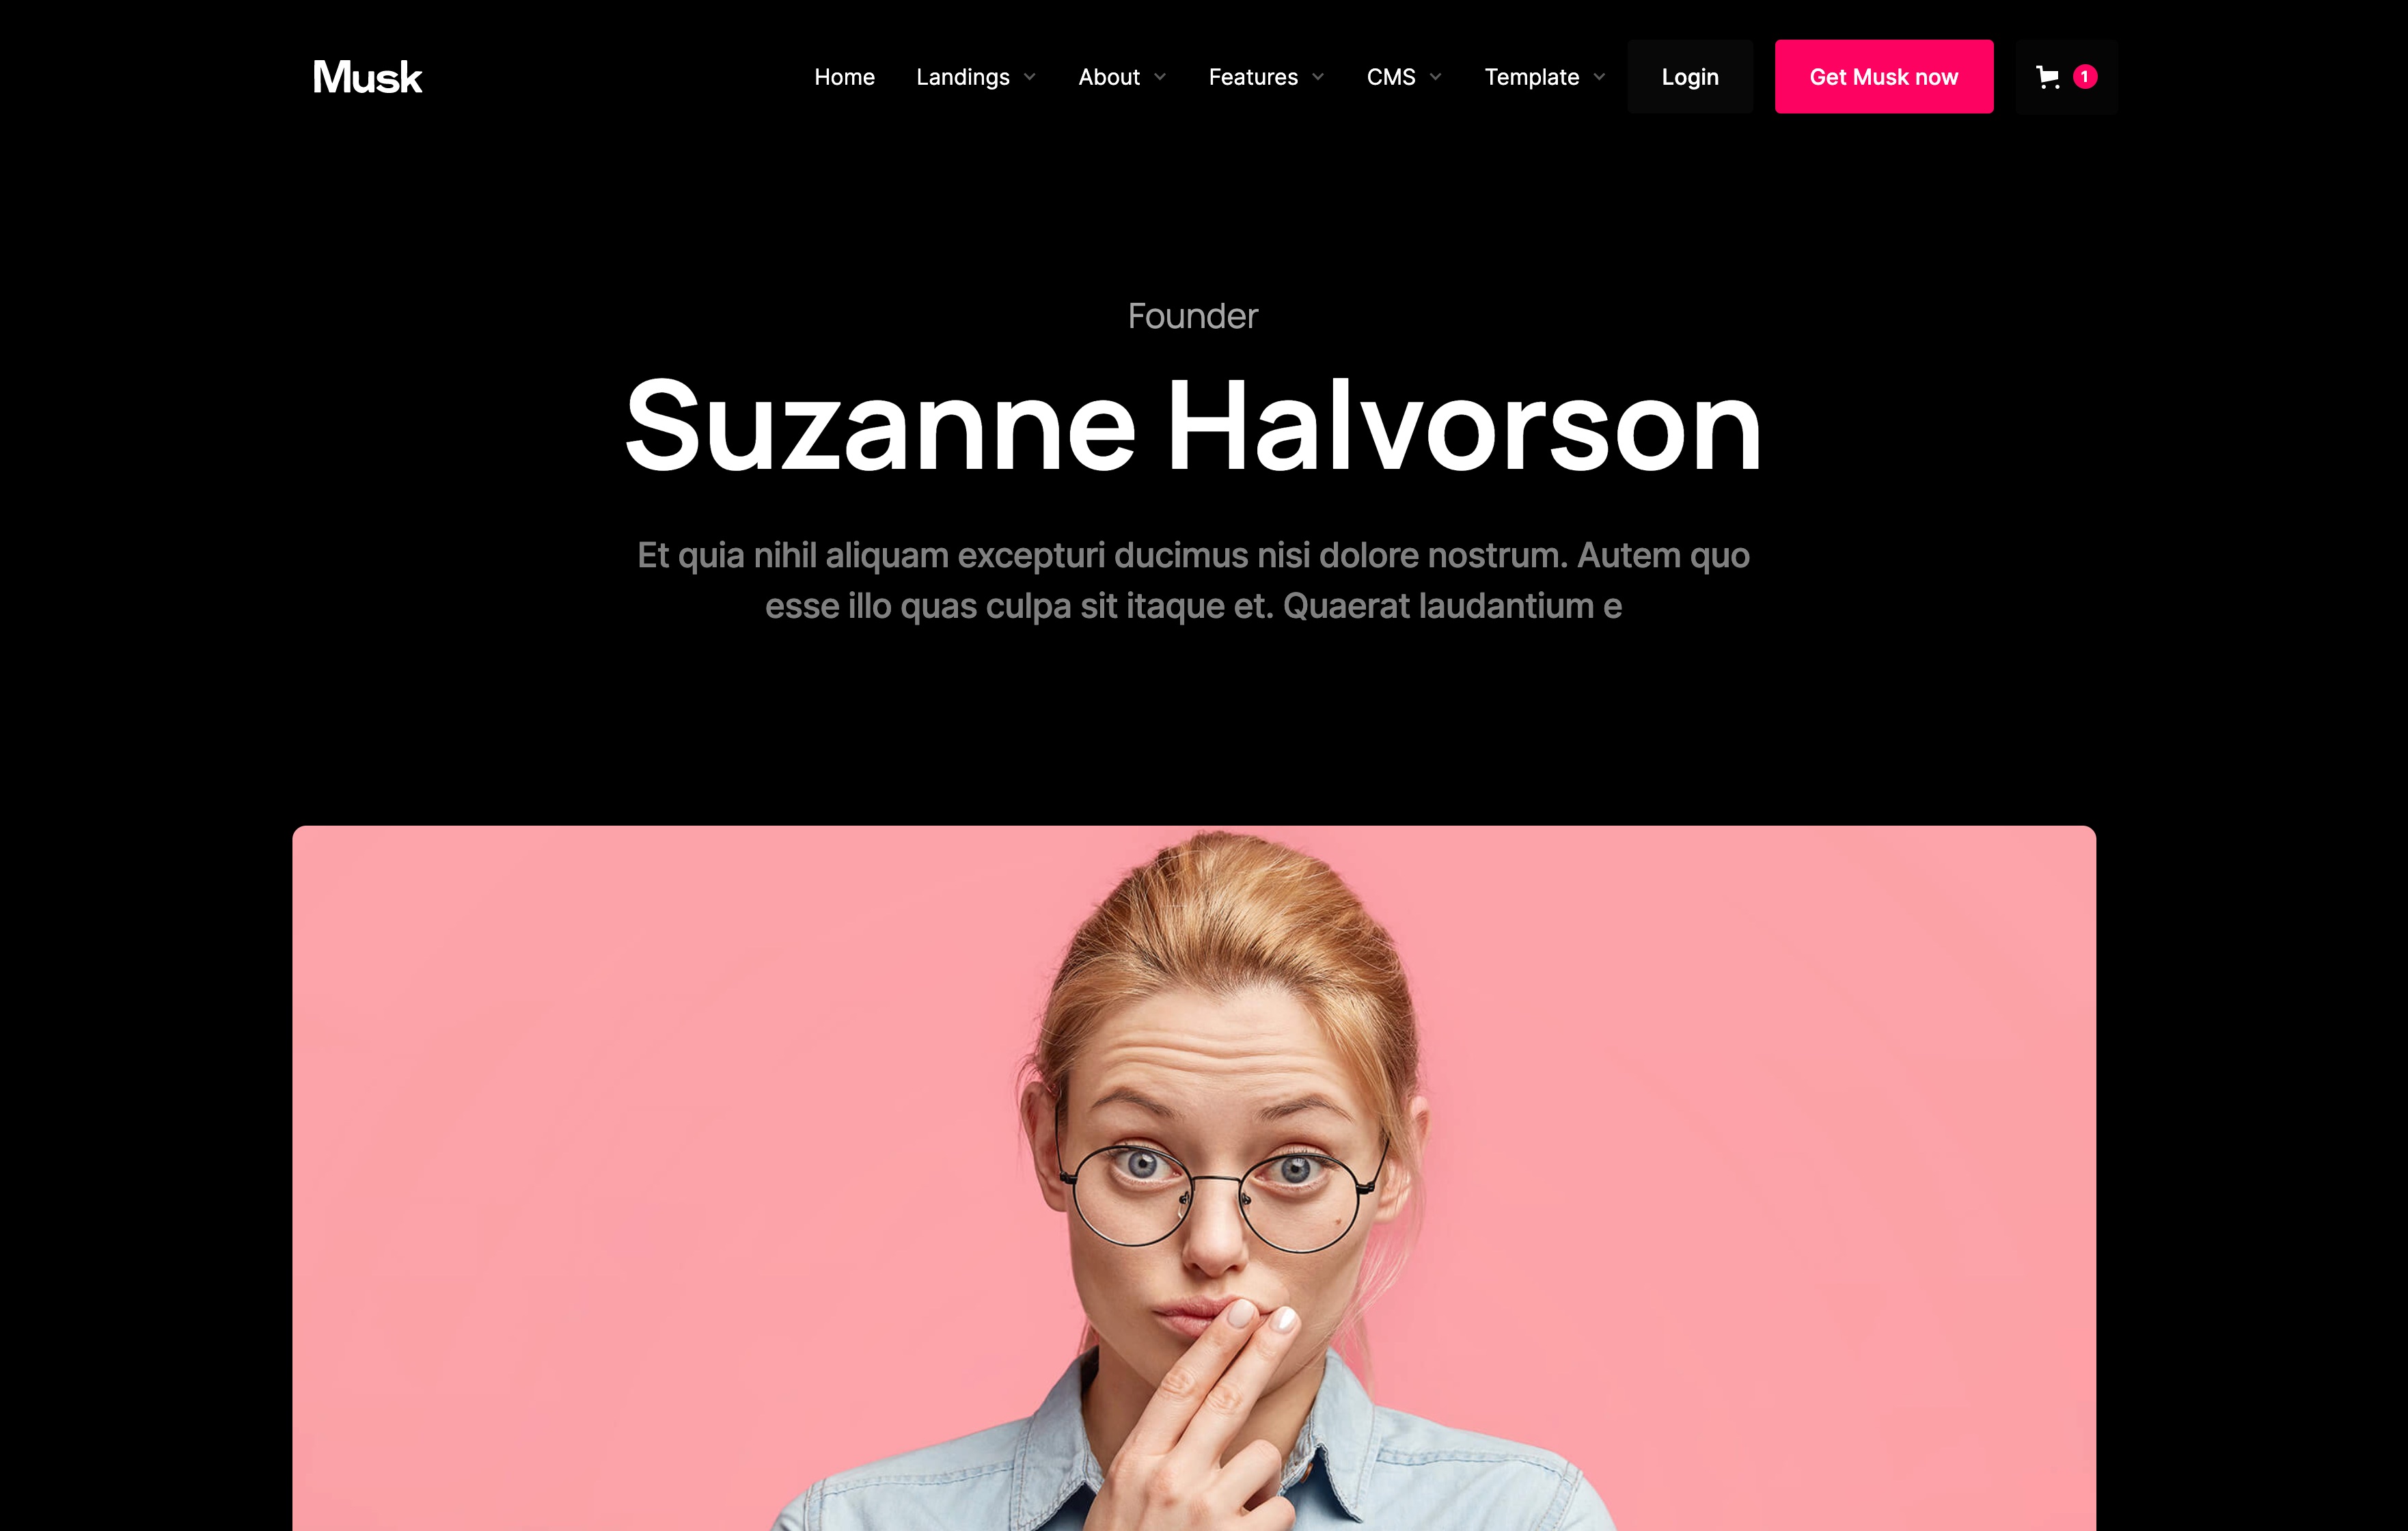 Musk
Home Landings About Features CMS Template Login Get Musk now 1
Founder
Suzanne Halvorson
Et quia nihil aliquam excepturi ducimus nisi dolore nostrum. Autem quo
esse illo quas culpa sit itaque et. Quaerat laudantium e